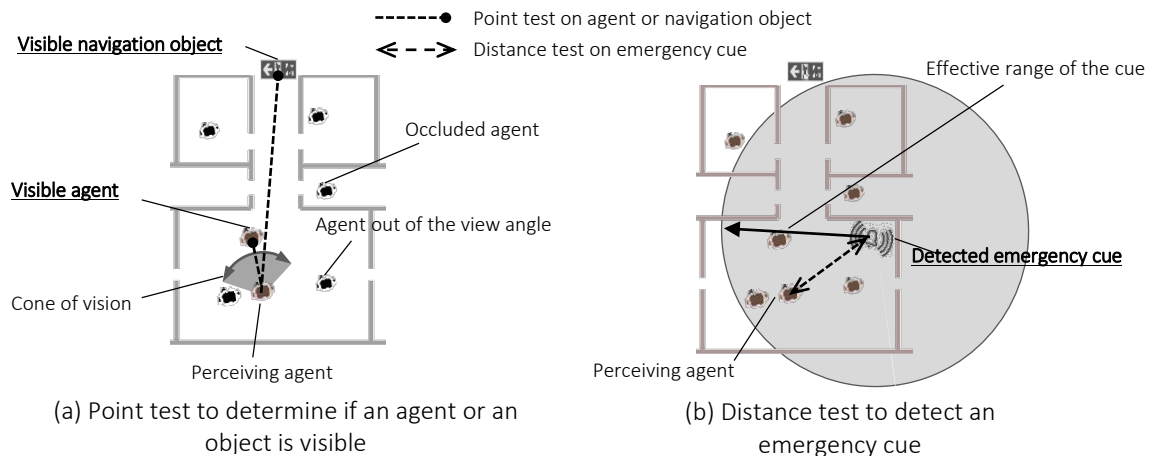 Point test on agent or navigation object
Distance test on emergency cue
Visible navigation object
Occluded agent
Visible agent
Agent out of the view angle
Cone of vision
Perceiving agent
(a) Point test to determine if an agent or an
object is visible
Effective range of the cue
Detected emergency cue
Perceiving agent
(b) Distance test to detect an
emergency cue